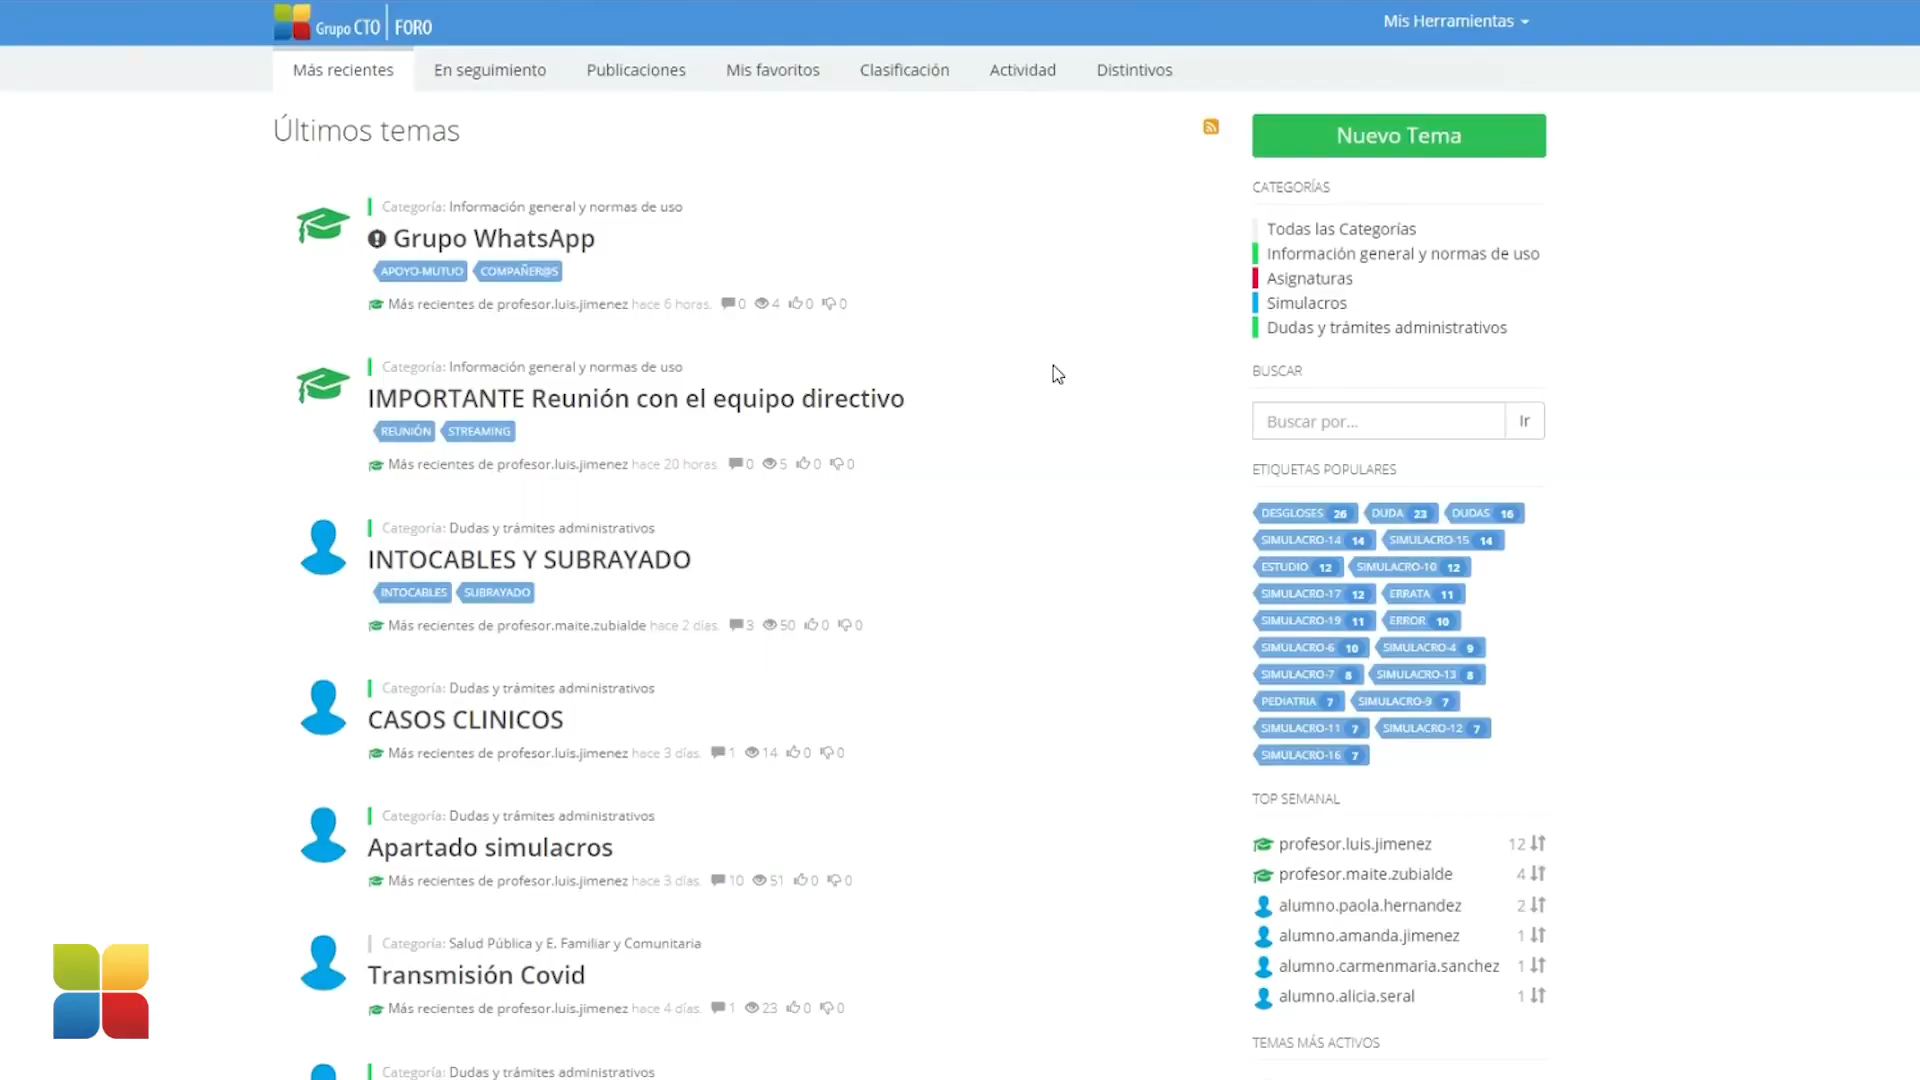 Grupo CTO | FORO
Mis Herramientas
Más recientes
En seguimiento
Publicaciones
Mis favoritos
Clasificación
Actividad
Distintivos
Últimos temas
Categoría: Información general y normas de uso
Grupo WhatsApp
APOYO-MUTUO COMPAÑER@S
Más recientes de profesor.luis.jimenez hace 6 horas. 0 4 0 0
Categoría: Información general y normas de uso
IMPORTANTE Reunión con el equipo directivo
REUNIÓN STREAMING
Más recientes de profesor.luis.jimenez hace 20 horas. 0 5 0 0
Categoría: Dudas y trámites administrativos
INTOCABLES Y SUBRAYADO
INTOCABLES SUBRAYADO
Más recientes de profesor.maite.zubialde hace 2 días. 3 50 0 0
Categoría: Dudas y trámites administrativos
CASOS CLINICOS
Más recientes de profesor.luis.jimenez hace 3 días. 1 14 0 0
Categoría: Dudas y trámites administrativos
Apartado simulacros
Más recientes de profesor.luis.jimenez hace 3 días. 10 51 0 0
Categoría: Salud Pública y E. Familiar y Comunitaria
Transmisión Covid
Más recientes de profesor.luis.jimenez hace 4 días. 1 23 0 0
Categoría: Dudas y trámites administrativos
Nuevo Tema
CATEGORÍAS
Todas las Categorías
Información general y normas de uso
Asignaturas
Simulacros
Dudas y trámites administrativos
BUSCAR
Buscar por... Ir
ETIQUETAS POPULARES
DESGLOSES 26 DUDA 23 DUDAS 16
SIMULACRO-14 14 SIMULACRO-15 14
ESTUDIO 12 SIMULACRO-10 12
SIMULACRO-17 12 ERRATA 11
SIMULACRO-19 11 ERROR 10
SIMULACRO-6 10 SIMULACRO-4 9
SIMULACRO-7 8 SIMULACRO-13 8
PEDIATRIA 7 SIMULACRO-9 7
SIMULACRO-11 7 SIMULACRO-12 7
SIMULACRO-16 7
TOP SEMANAL
profesor.luis.jimenez 12
profesor.maite.zubialde 4
alumno.paola.hernandez 2
alumno.amanda.jimenez 1
alumno.carmenmaria.sanchez 1
alumno.alicia.seral 1
TEMAS MÁS ACTIVOS